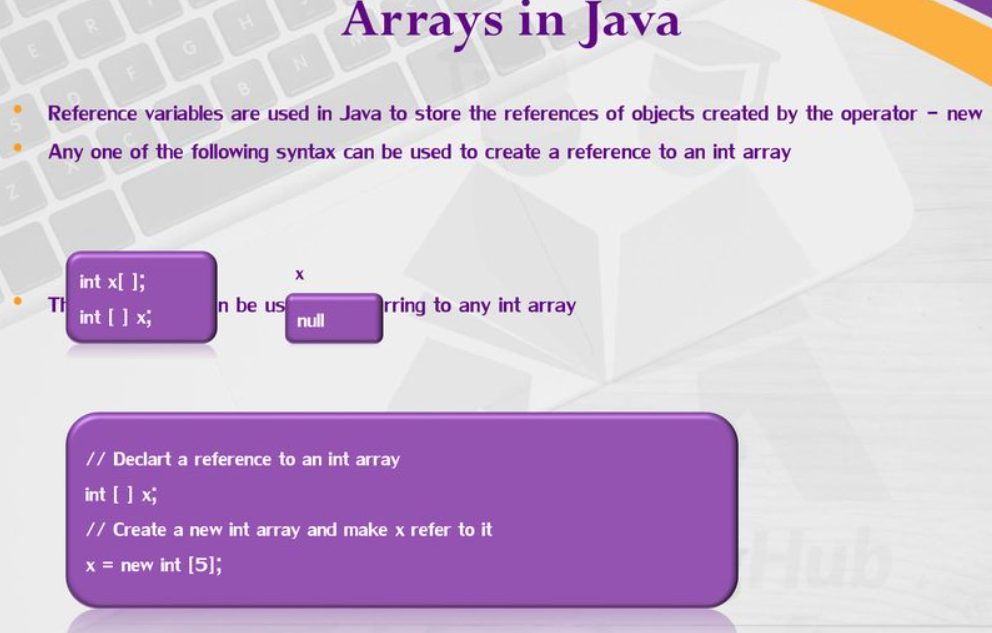 Arrays in Java
Reference variables are used in Java to store the references of objects created by the operator – new
Any one of the following syntax can be used to create a reference to an int array
int x[ ];
int [ ] x;
x
null
Th n be us rring to any int array
// Declart a reference to an int array
int [ ] x;
// Create a new int array and make x refer to it
x = new int [5];
Hub